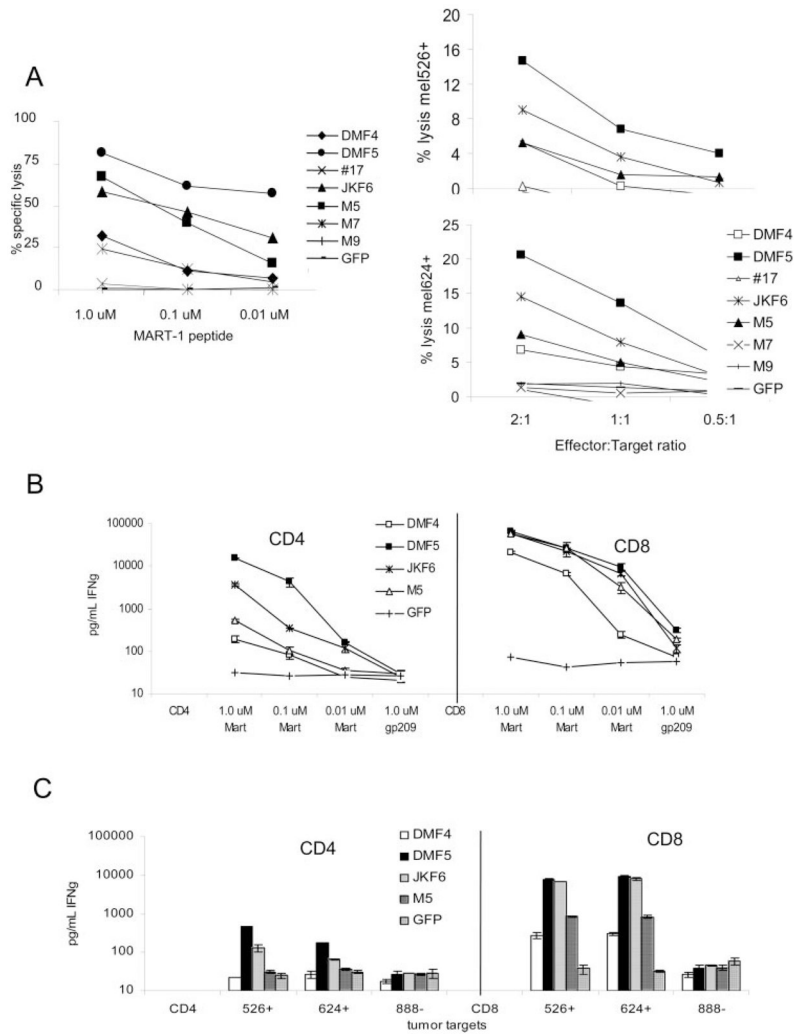 A
% specific lysis
100
75
50
25
0
1.0 uM 0.1 uM 0.01 uM
MART-1 peptide
DMF4
DMF5
#17
JKF6
M5
M7
M9
GFP
% lysis mel526+
20
16
12
8
4
0
% lysis mel624+
25
20
15
10
5
0
2:1 1:1 0.5:1
Effector:Target ratio
DMF4
DMF5
#17
JKF6
M5
M7
M9
GFP
B
pg/mL IFNg
100000
10000
1000
100
10
CD4
DMF4
DMF5
JKF6
M5
GFP
CD8
CD4 1.0 uM Mart 0.1 uM Mart 0.01 uM Mart 1.0 uM gp209 CD8 1.0 uM Mart 0.1 uM Mart 0.01 uM Mart 1.0 uM gp209
C
pg/mL IFNg
100000
10000
1000
100
10
CD4
DMF4
DMF5
JKF6
M5
GFP
CD8
CD4 526+ 624+ 888- CD8 526+ 624+ 888-
tumor targets